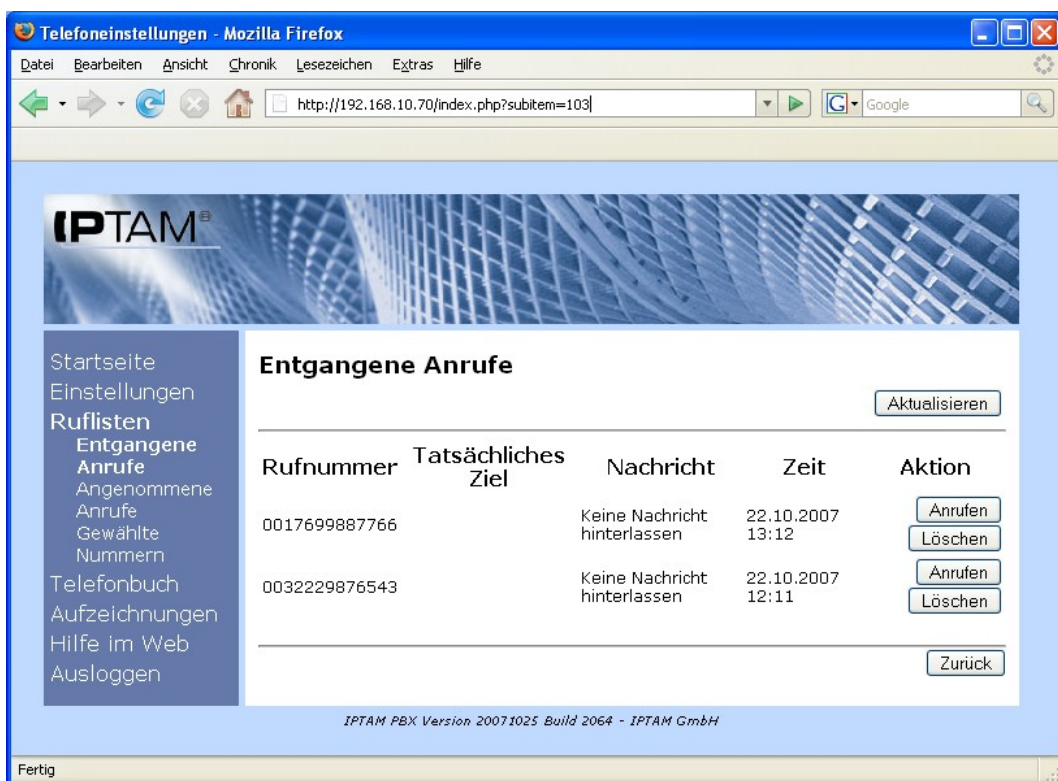 Telefoneinstellungen - Mozilla Firefox
Datei Bearbeiten Ansicht Chronik Lesezeichen Extras Hilfe
http://192.168.10.70/index.php?subitem=103
G Google
IPTAM®
Startseite
Einstellungen
Ruflisten
Entgangene
Anrufe
Angenommene
Anrufe
Gewählte
Nummern
Telefonbuch
Aufzeichnungen
Hilfe im Web
Ausloggen
Entgangene Anrufe
Aktualisieren
Rufnummer Tatsächliches Nachricht Zeit Aktion
Ziel
0017699887766 Keine Nachricht 22.10.2007 Anrufen
hinterlassen 13:12 Löschen
0032229876543 Keine Nachricht 22.10.2007 Anrufen
hinterlassen 12:11 Löschen
Zurück
IPTAM PBX Version 20071025 Build 2064 - IPTAM GmbH
Fertig